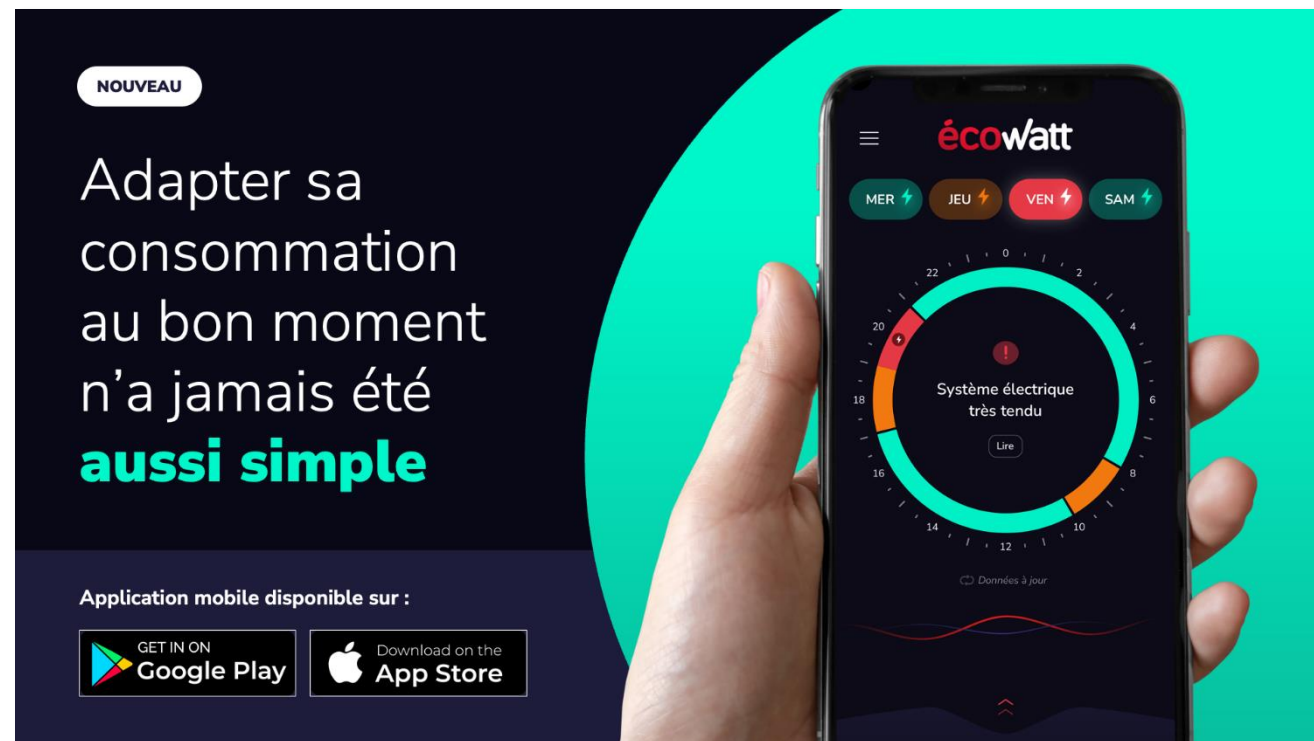 NOUVEAU
Adapter sa
consommation
au bon moment
n’a jamais été
aussi simple
Application mobile disponible sur :
GET IN ON
Google Play
Download on the
App Store
écowatt
MER
JEU
VEN
SAM
0
2
4
6
8
10
12
14
16
18
20
22
!
Système électrique
très tendu
Lire
Données à jour